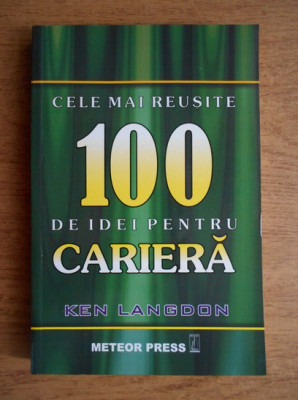 CELE MAI REUSITE
100
DE IDEI PENTRU
CARIERĂ
KEN LANGDON
METEOR PRESS